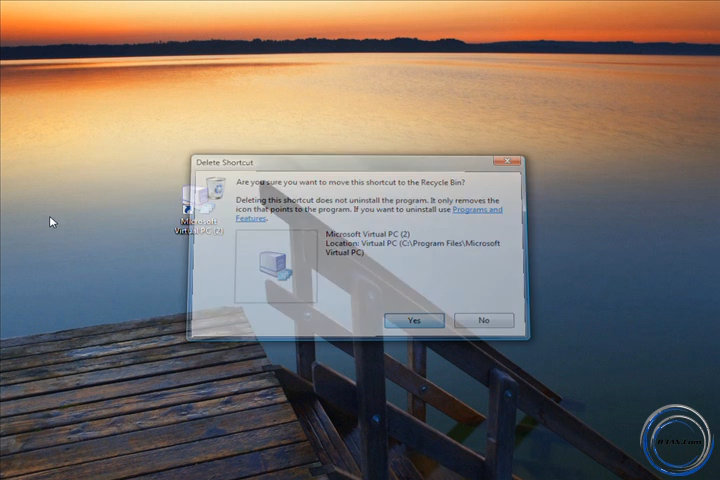 Delete Shortcut
Are you sure you want to move this shortcut to the Recycle Bin?
Deleting this shortcut does not uninstall the program. It only removes the
icon that points to the program. If you want to uninstall use Programs and
Features.
Microsoft Virtual PC (2)
Location: Virtual PC (C:\Program Files\Microsoft
Virtual PC)
Yes
No
Microsoft
Virtual PC (2)